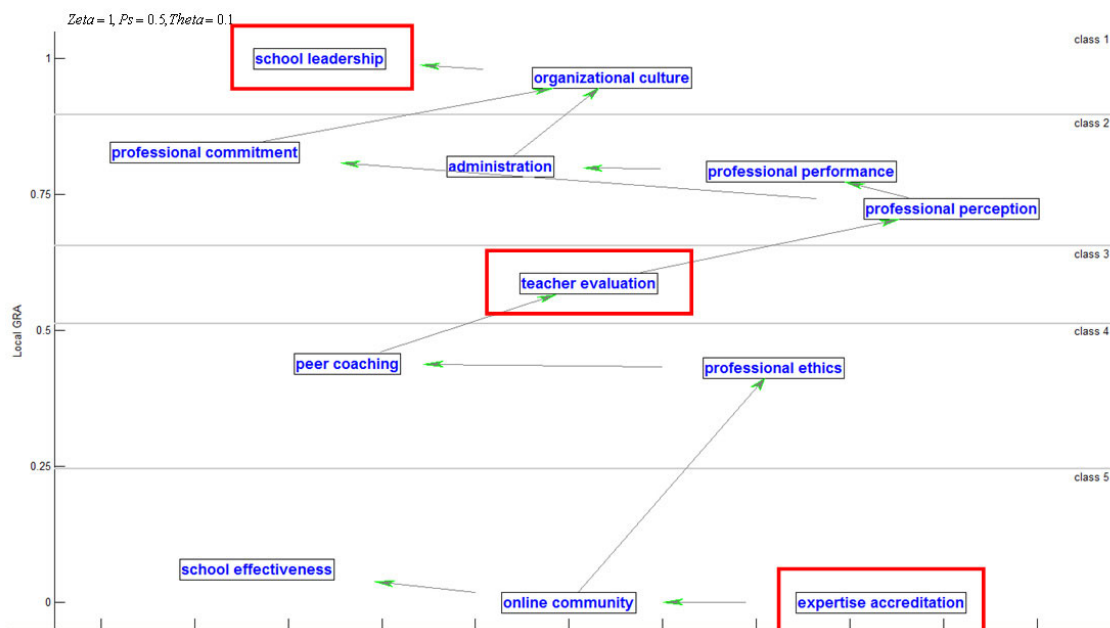 Zeta = 1, Ps = 0.5, Theta = 0.1
class 1
1
school leadership
organizational culture
class 2
professional commitment
administration
professional performance
0.75
professional perception
class 3
teacher evaluation
Local GRA
0.5
class 4
peer coaching
professional ethics
0.25
class 5
school effectiveness
0
online community
expertise accreditation